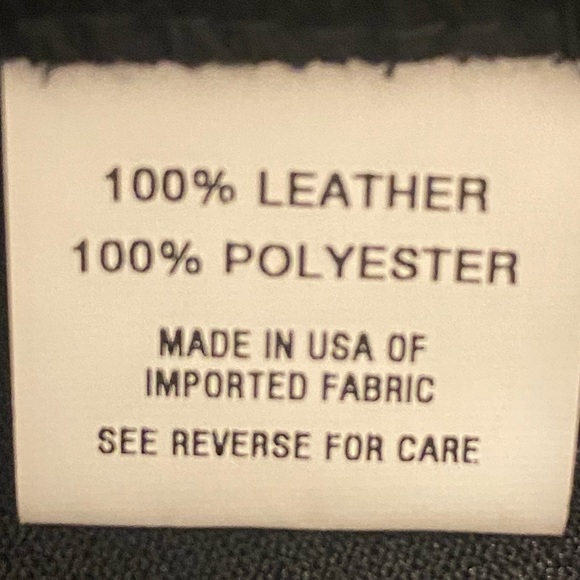 100% LEATHER
100% POLYESTER
MADE IN USA OF
IMPORTED FABRIC
SEE REVERSE FOR CARE